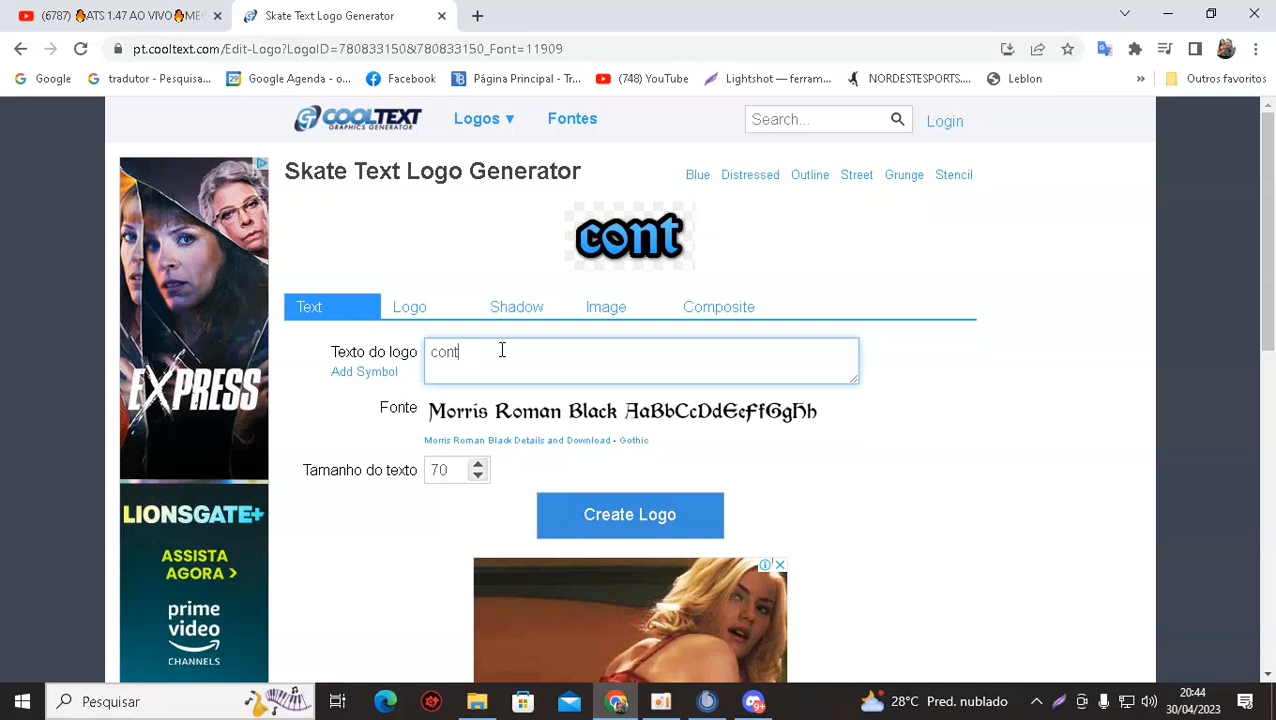 (6787) 🔥ATS 1.47 AO VIVO🔥ME
Skate Text Logo Generator
pt.cooltext.com/Edit-Logo?LogoID=780833150&780833150_Font=11909
Google
tradutor - Pesquisa...
Google Agenda - o...
Facebook
Página Principal - Tr...
(748) YouTube
Lightshot — ferram...
NORDESTESPORTS....
Leblon
»
Outros favoritos
COOLTEXT
GRAPHICS GENERATOR
Logos ▼
Fontes
Search...
Login
Skate Text Logo Generator
Blue Distressed Outline Street Grunge Stencil
cont
Text Logo Shadow Image Composite
Texto do logo
cont
Add Symbol
Fonte
Morris Roman Black AaBbCcDdEeFfGgHh
Morris Roman Black Details and Download • Gothic
Tamanho do texto
70
Create Logo
EXPRESS
LIONSGATE+
ASSISTA
AGORA >
prime
video
CHANNELS
Pesquisar
28°C Pred. nublado
20:44
30/04/2023